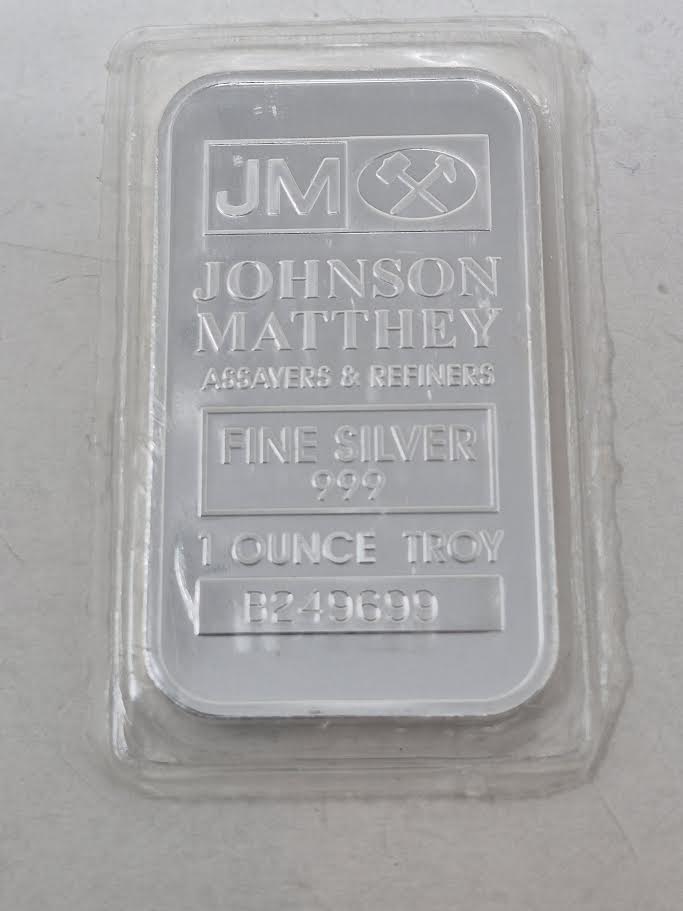 JM
JOHNSON
MATTHEY
ASSAYERS & REFINERS
FINE SILVER
999
1 OUNCE TROY
B249699